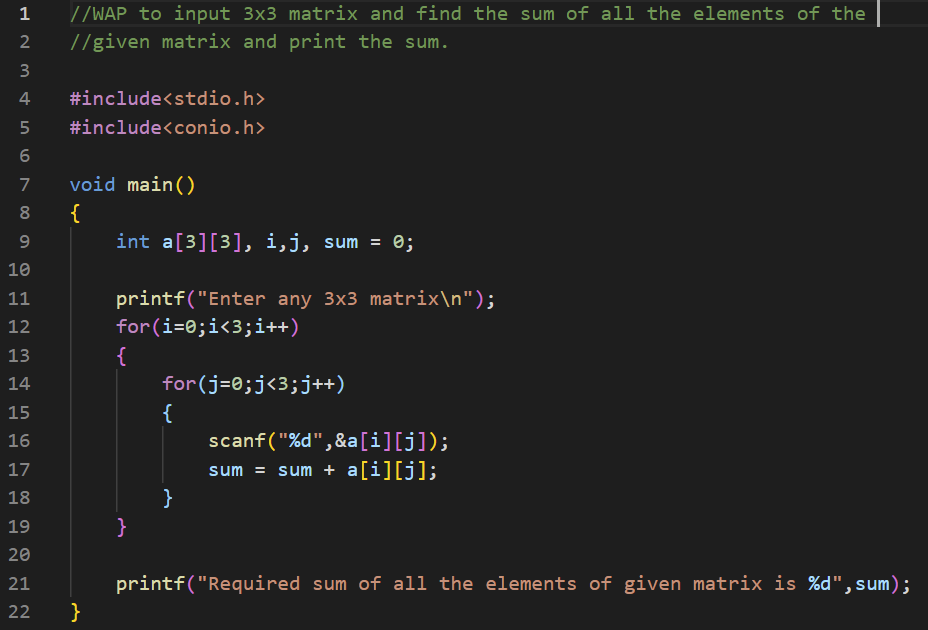 1 //WAP to input 3x3 matrix and find the sum of all the elements of the
2 //given matrix and print the sum.
3
4 #include<stdio.h>
5 #include<conio.h>
6
7 void main()
8 {
9     int a[3][3], i,j, sum = 0;
10
11     printf("Enter any 3x3 matrix\n");
12     for(i=0;i<3;i++)
13     {
14         for(j=0;j<3;j++)
15         {
16             scanf("%d",&a[i][j]);
17             sum = sum + a[i][j];
18         }
19     }
20
21     printf("Required sum of all the elements of given matrix is %d",sum);
22 }